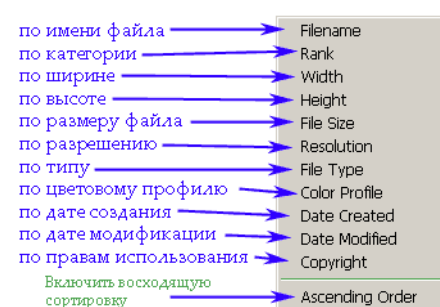 по имени файла Filename
по категории Rank
по ширине Width
по высоте Height
по размеру файла File Size
по разрешению Resolution
по типу File Type
по цветовому профилю Color Profile
по дате создания Date Created
по дате модификации Date Modified
по правам использования Copyright
Включить восходящую
сортировку Ascending Order